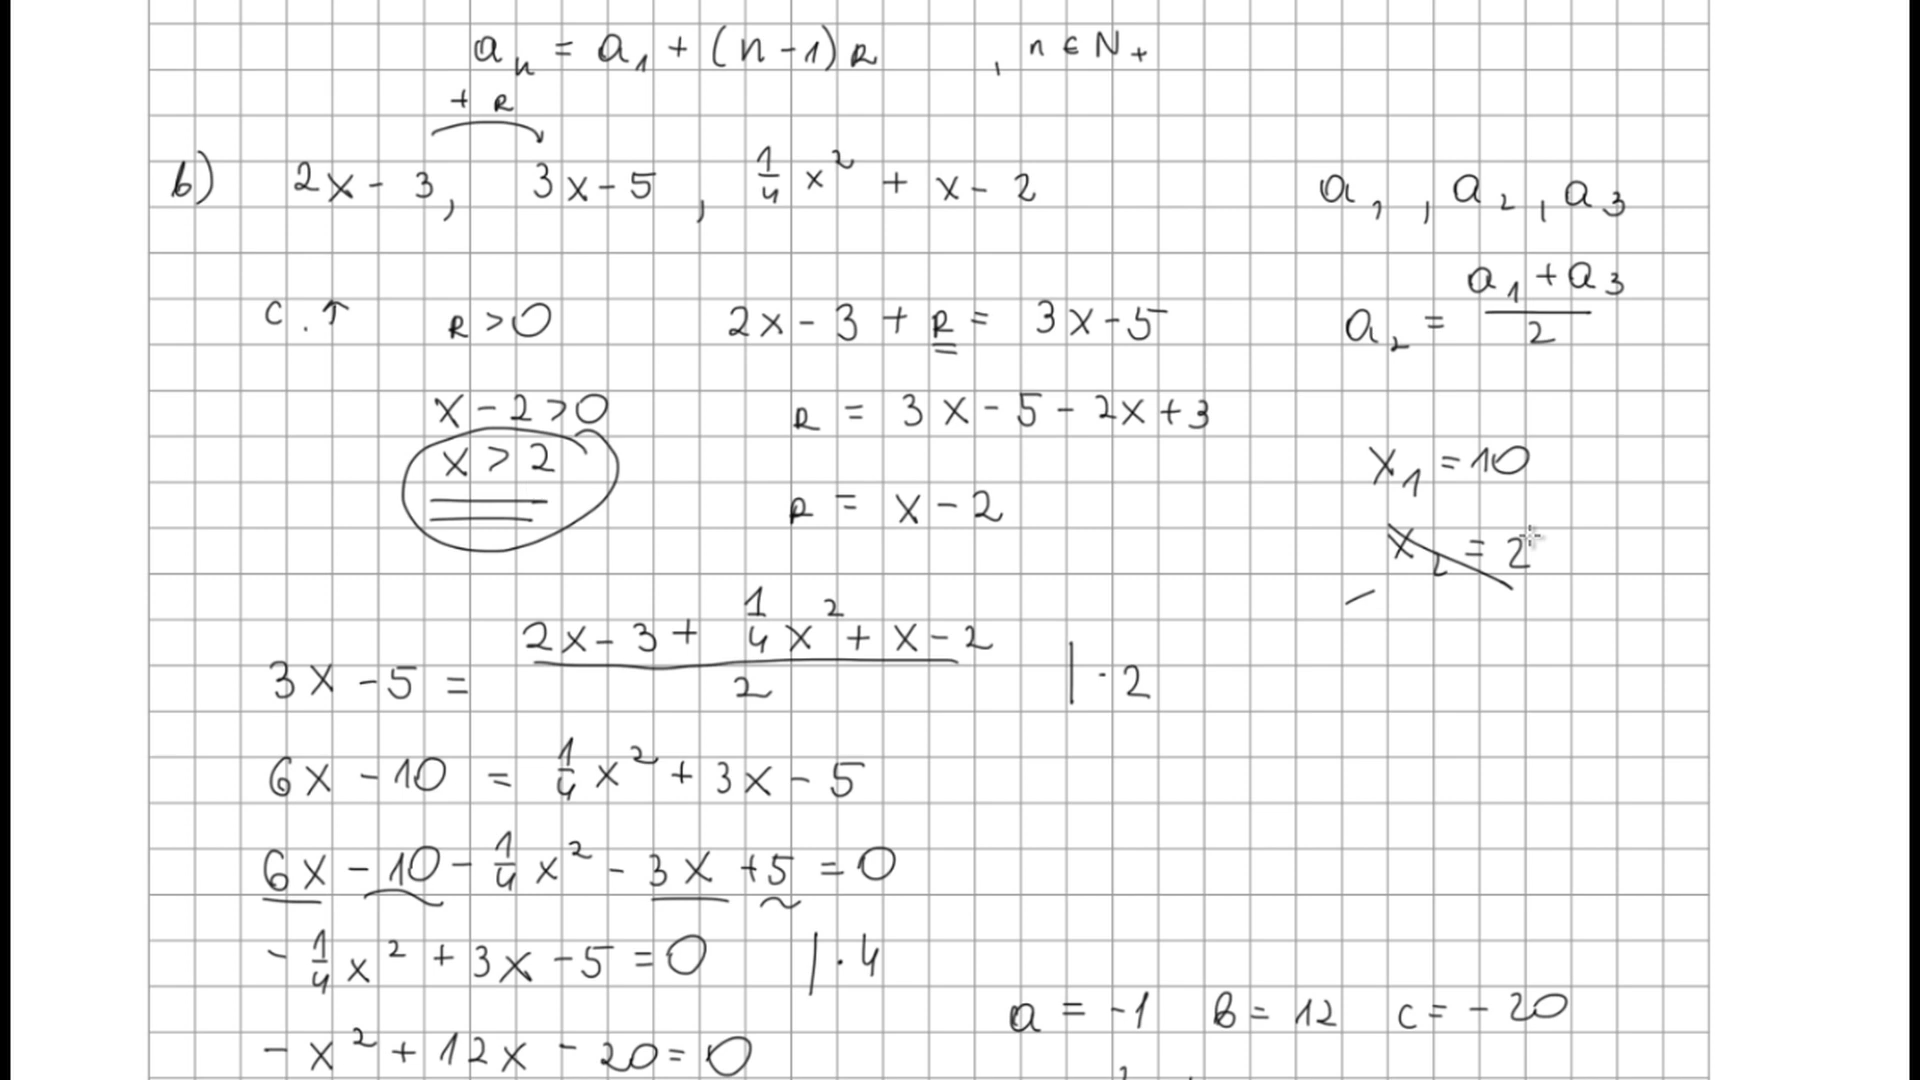 aₙ = a₁ + (n-1)R , n ∈ N₊
+ R
b) 2x - 3, 3x - 5, 1/4 x² + x - 2 a₁, a₂, a₃
c.↑ R > 0 2x - 3 + R = 3x - 5 a₂ = (a₁ + a₃)/2
x - 2 > 0 R = 3x - 5 - 2x + 3
x > 2 x₁ = 10
R = x - 2
x₂ = 2
3x - 5 = (2x - 3 + 1/4 x² + x - 2)/2 | · 2
6x - 10 = 1/4 x² + 3x - 5
6x - 10 - 1/4 x² - 3x + 5 = 0
- 1/4 x² + 3x - 5 = 0 | · 4
a = -1 b = 12 c = -20
- x² + 12x - 20 = 0